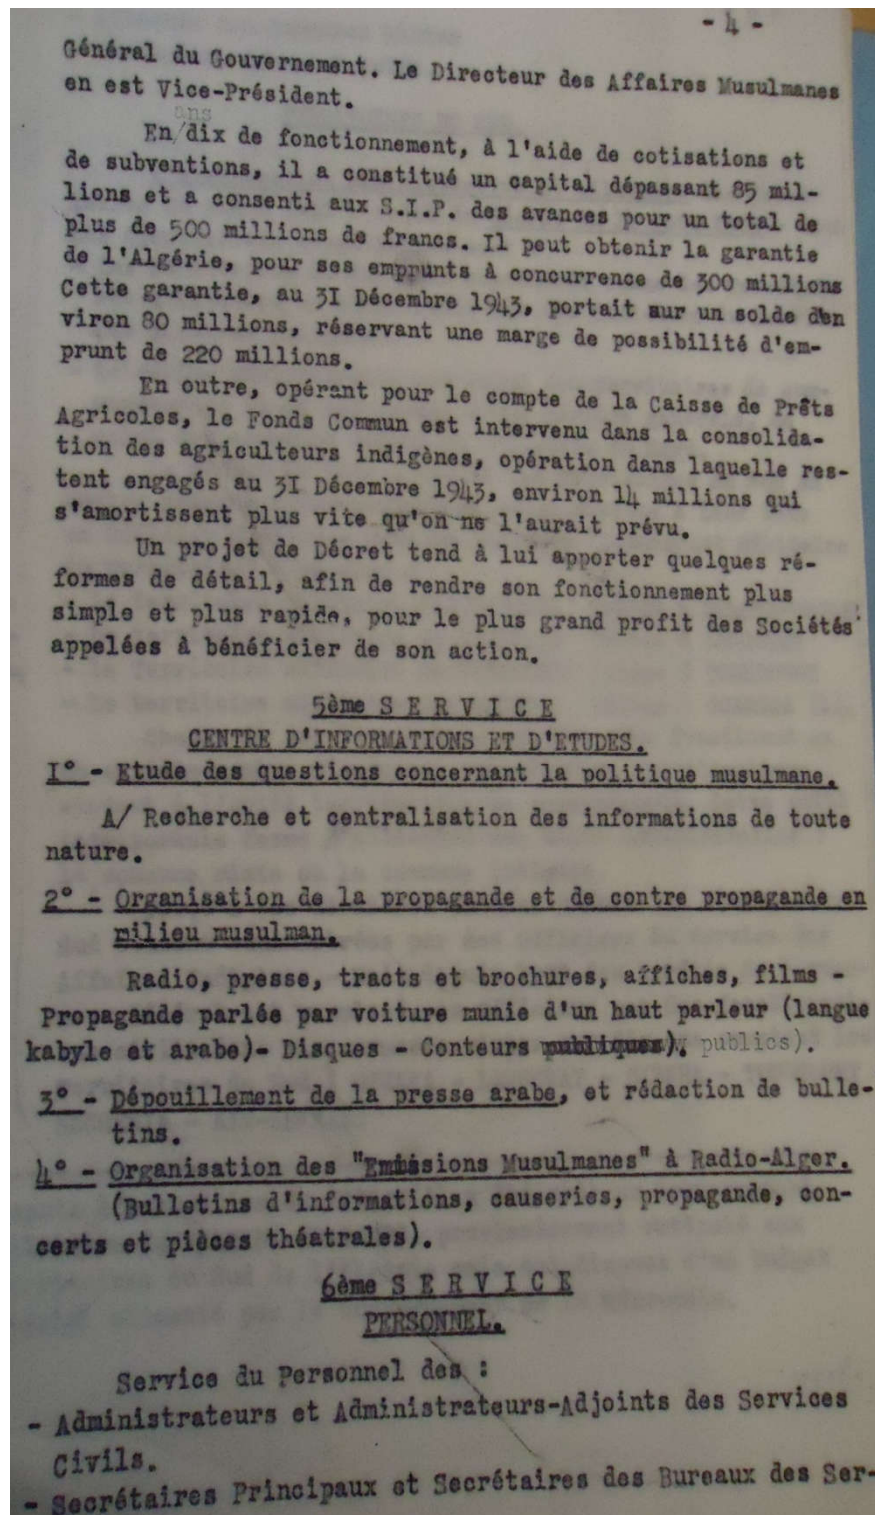 - 4 -
Général du Gouvernement. Le Directeur des Affaires Musulmanes
en est Vice-Président.
ans
En/dix de fonctionnement, à l'aide de cotisations et
de subventions, il a constitué un capital dépassant 85 mil-
lions et a consenti aux S.I.P. des avances pour un total de
plus de 500 millions de francs. Il peut obtenir la garantie
de l'Algérie, pour ses emprunts à concurrence de 300 millions
Cette garantie, au 3I Décembre 1943, portait sur un solde d'en
viron 80 millions, réservant une marge de possibilité d'em-
prunt de 220 millions.
En outre, opérant pour le compte de la Caisse de Prêts
Agricoles, le Fonds Commun est intervenu dans la consolida-
tion des agriculteurs indigènes, opération dans laquelle res-
tent engagés au 3I Décembre 1943, environ 14 millions qui
s'amortissent plus vite qu'on ne l'aurait prévu.
Un projet de Décret tend à lui apporter quelques ré-
formes de détail, afin de rendre son fonctionnement plus
simple et plus rapide, pour le plus grand profit des Sociétés
appelées à bénéficier de son action.
5ème S E R V I C E
CENTRE D'INFORMATIONS ET D'ETUDES.
I° - Etude des questions concernant la politique musulmane.
A/ Recherche et centralisation des informations de toute
nature.
2° - Organisation de la propagande et de contre propagande en
milieu musulman.
Radio, presse, tracts et brochures, affiches, films -
Propagande parlée par voiture munie d'un haut parleur (langue
kabyle et arabe)- Disques - Conteurs publiques). publics).
3° - Dépouillement de la presse arabe, et rédaction de bulle-
tins.
4° - Organisation des "Emissions Musulmanes" à Radio-Alger.
(Bulletins d'informations, causeries, propagande, con-
certs et pièces théatrales).
6ème S E R V I C E
PERSONNEL.
Service du Personnel des :
- Administrateurs et Administrateurs-Adjoints des Services
Civils.
- Secrétaires Principaux et Secrétaires des Bureaux des Ser-